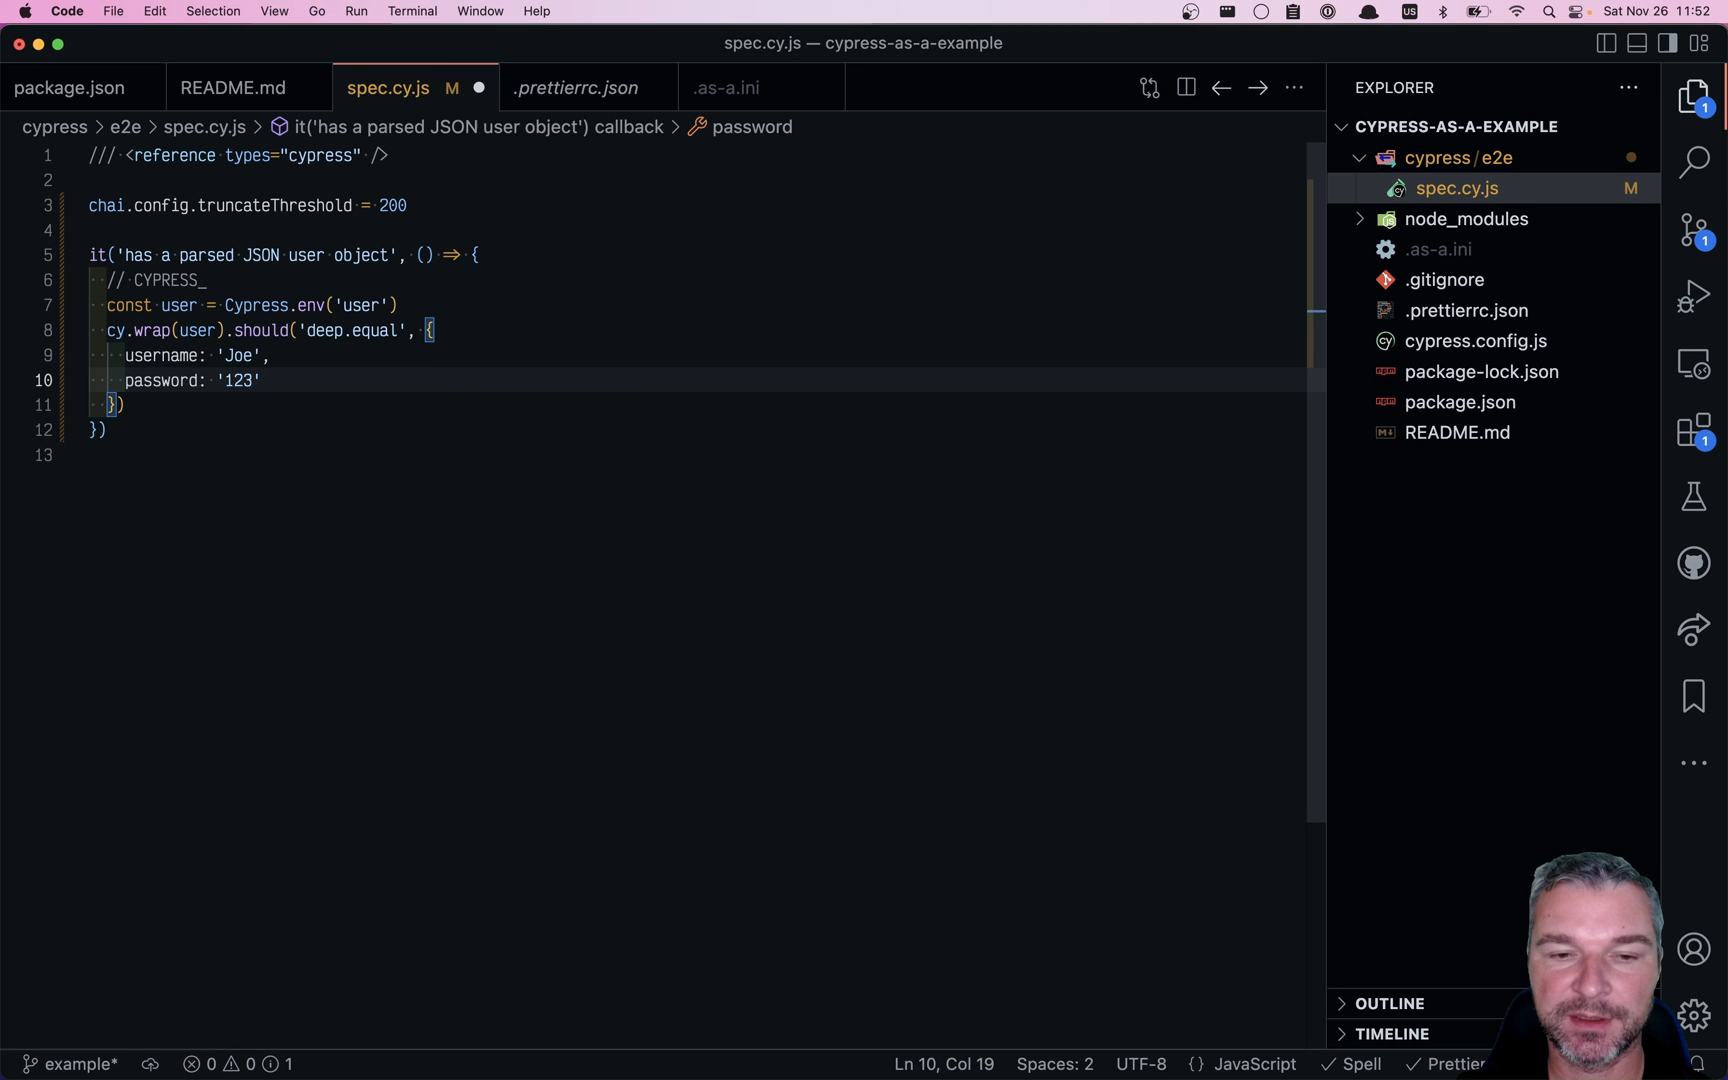 Code File Edit Selection View Go Run Terminal Window Help US Sat Nov 26 11:52
spec.cy.js — cypress-as-a-example
package.json README.md spec.cy.js M .prettierrc.json .as-a.ini
cypress > e2e > spec.cy.js > it('has a parsed JSON user object') callback > password
1 /// <reference types="cypress" />
2
3 chai.config.truncateThreshold = 200
4
5 it('has a parsed JSON user object', () => {
6 // CYPRESS_
7 const user = Cypress.env('user')
8 cy.wrap(user).should('deep.equal', {
9 username: 'Joe',
10 password: '123'
11 })
12 })
13
EXPLORER
CYPRESS-AS-A-EXAMPLE
cypress/e2e
spec.cy.js M
node_modules
.as-a.ini
.gitignore
.prettierrc.json
cypress.config.js
package-lock.json
package.json
README.md
OUTLINE
TIMELINE
1
1
1
example* 0 0 1 Ln 10, Col 19 Spaces: 2 UTF-8 {} JavaScript Spell Prettier